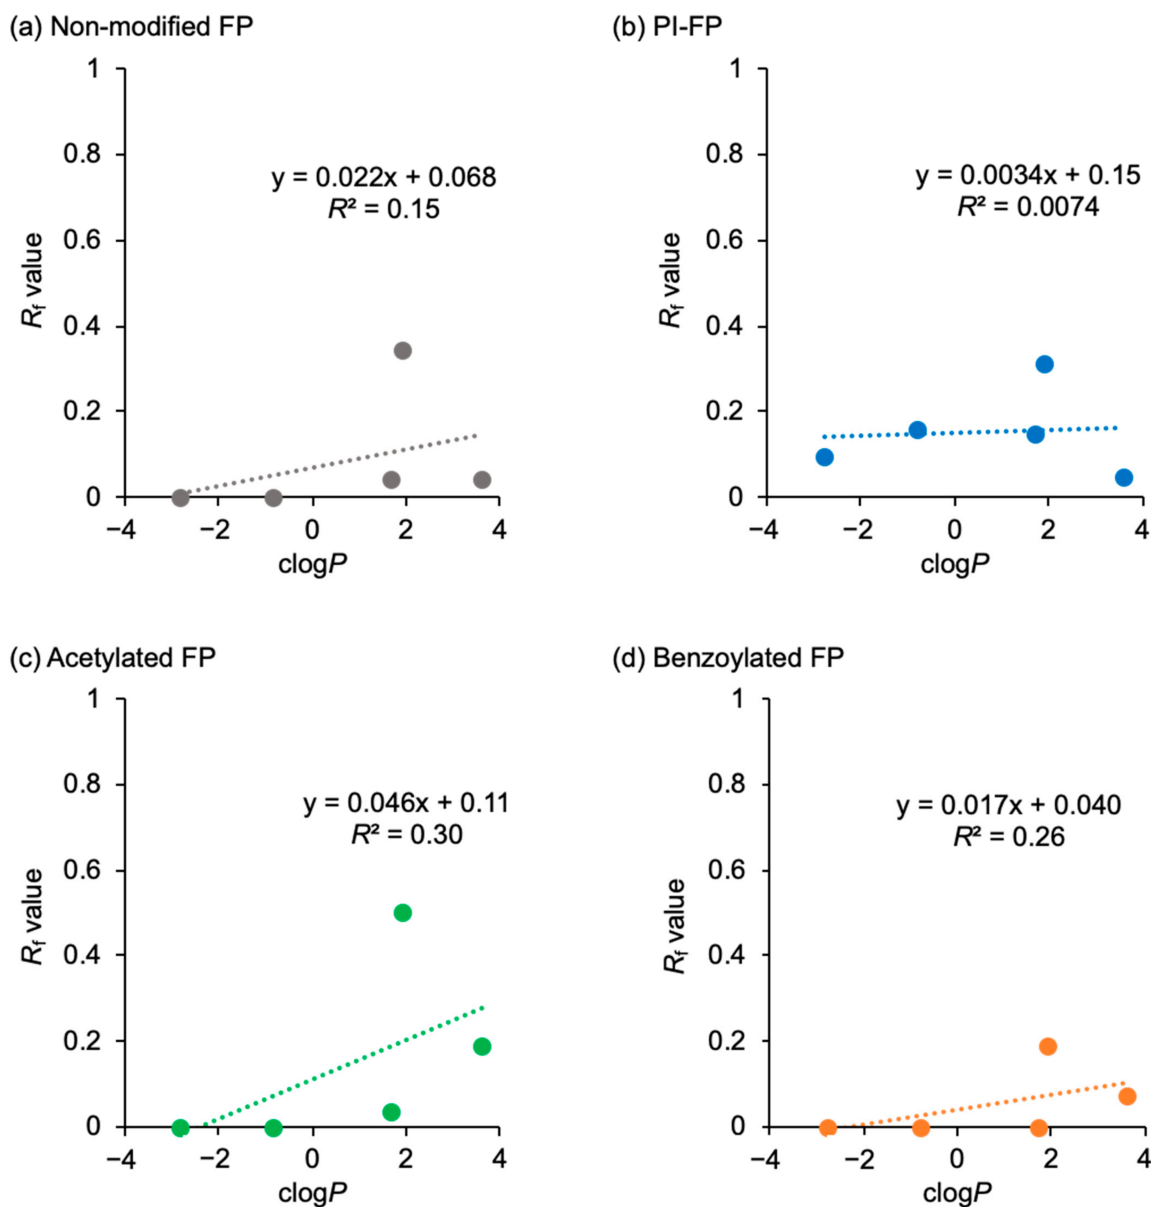 (a) Non-modified FP
1
0.8
0.6
0.4
0.2
0
−4
−2
0
2
4
y = 0.022x + 0.068
R² = 0.15
Rf value
clogP
(b) PI-FP
1
0.8
0.6
0.4
0.2
0
−4
−2
0
2
4
y = 0.0034x + 0.15
R² = 0.0074
Rf value
clogP
(c) Acetylated FP
1
0.8
0.6
0.4
0.2
0
−4
−2
0
2
4
y = 0.046x + 0.11
R² = 0.30
Rf value
clogP
(d) Benzoylated FP
1
0.8
0.6
0.4
0.2
0
−4
−2
0
2
4
y = 0.017x + 0.040
R² = 0.26
Rf value
clogP